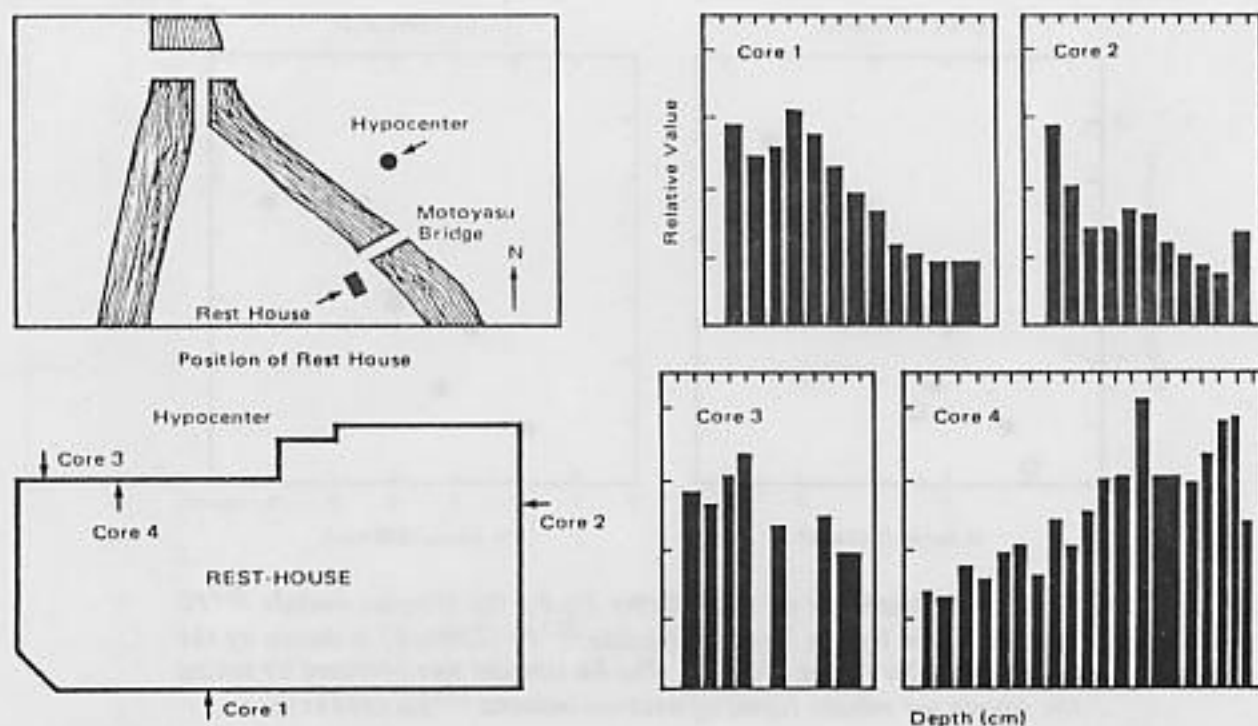 Hypocenter
Motoyasu
Bridge
N
Rest House
Position of Rest House
Hypocenter
Core 3
Core 4
Core 2
REST-HOUSE
Core 1
Relative Value
Core 1
Core 2
Core 3
Core 4
Depth (cm)